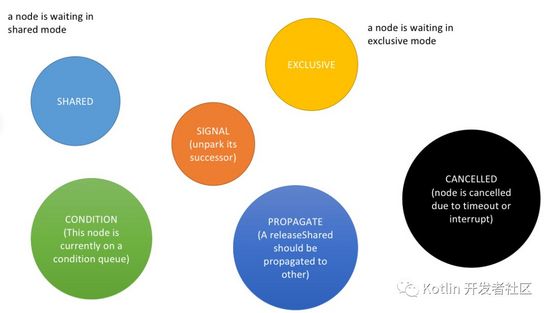 a node is waiting in
shared mode
a node is waiting in
exclusive mode
SHARED
EXCLUSIVE
SIGNAL
(unpark its
successor)
CONDITION
(This node is
currently on a
condition queue)
PROPAGATE
(A releaseShared
should be
propagated to
other)
CANCELLED
(node is cancelled
due to timeout or
interrupt)
Kotlin 开发者社区